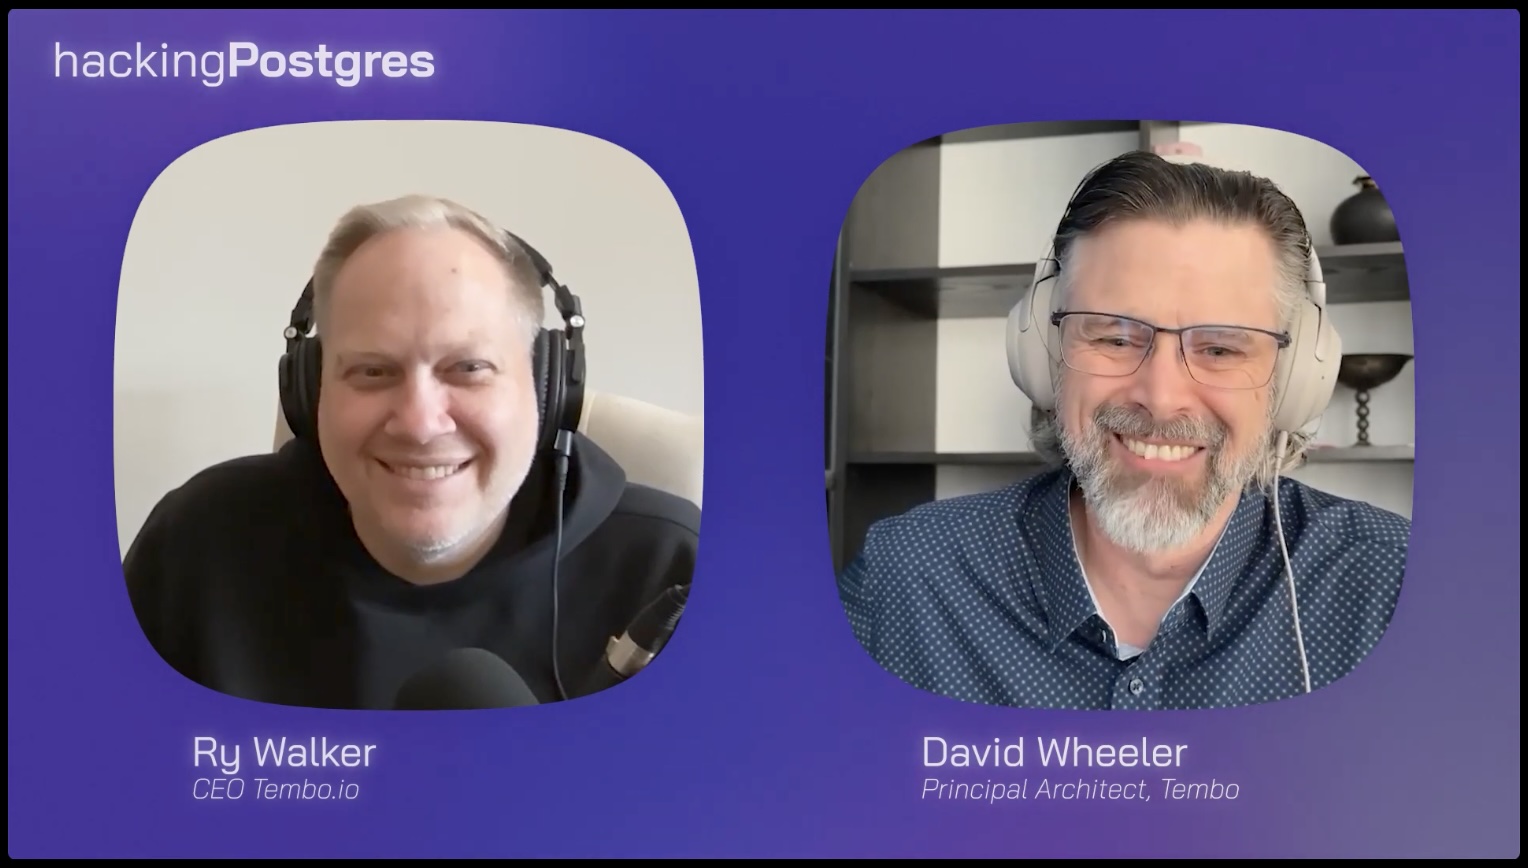 hackingPostgres
Ry Walker
CEO Tembo.io
David Wheeler
Principal Architect, Tembo